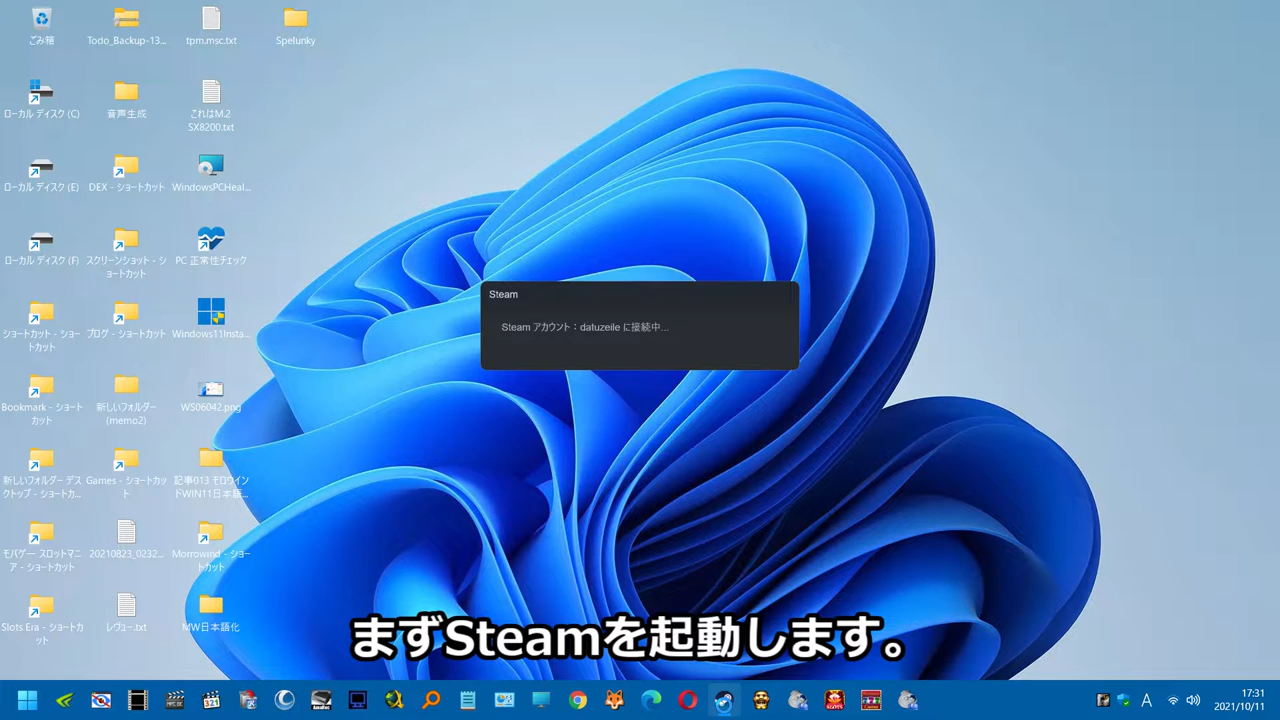 ごみ箱
Todo_Backup-13...
tpm.msc.txt
Spelunky
ローカル ディスク (C)
音声生成
これはM.2
SX8200.txt
ローカル ディスク (E)
DEX - ショートカット
WindowsPCHeal...
ローカル ディスク (F)
スクリーンショット - シ
ョートカット
PC 正常性チェック
ショートカット - ショー
トカット
ブログ - ショートカット
Windows11Insta...
Bookmark - ショート
カット
新しいフォルダー
(memo2)
WS06042.png
新しいフォルダー デス
クトップ - ショートカ...
Games - ショートカッ
ト
記事013 モロウイン
ドWIN11日本語...
モバゲー スロットマニ
ア - ショートカット
20210823_0232...
Morrowind - ショー
トカット
Slots Era - ショートカ
ット
レヴュー.txt
MW日本語化
Steam
Steam アカウント：datuzeile に接続中...
まずSteamを起動します。
321
A
17:31
2021/10/11